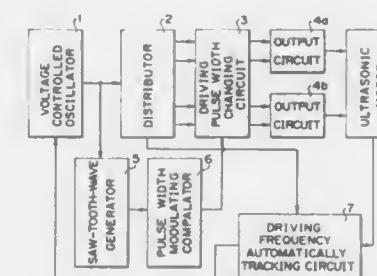 1
VOLTAGE
CONTROLLED
OSCILLATOR
2
DISTRIBUTOR
3
DRIVING
PULSE WIDTH
CHANGING
CIRCUIT
4a
OUTPUT
CIRCUIT
4b
OUTPUT
CIRCUIT
ULTRASONIC
5
SAW-TOOTH-WAVE
GENERATOR
6
PULSE WIDTH
MODULATING
COMPALATOR
7
DRIVING
FREQUENCY
AUTOMATICALLY
TRACKING CIRCUIT